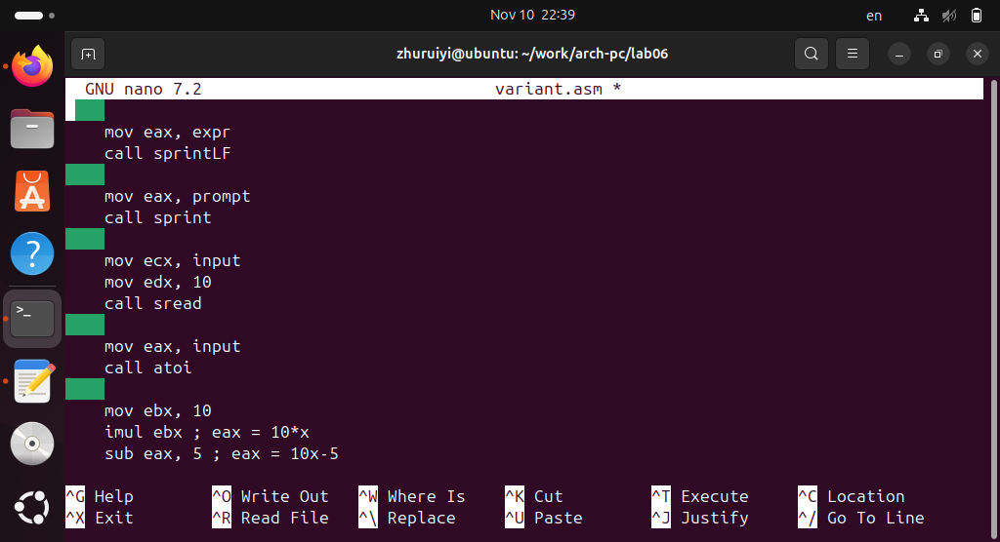 Nov 10 22:39
en
zhuruiyi@ubuntu: ~/work/arch-pc/lab06
GNU nano 7.2 variant.asm *
mov eax, expr
call sprintLF
mov eax, prompt
call sprint
mov ecx, input
mov edx, 10
call sread
mov eax, input
call atoi
mov ebx, 10
imul ebx ; eax = 10*x
sub eax, 5 ; eax = 10x-5
^G Help ^O Write Out ^W Where Is ^K Cut ^T Execute ^C Location
^X Exit ^R Read File ^\ Replace ^U Paste ^J Justify ^/ Go To Line